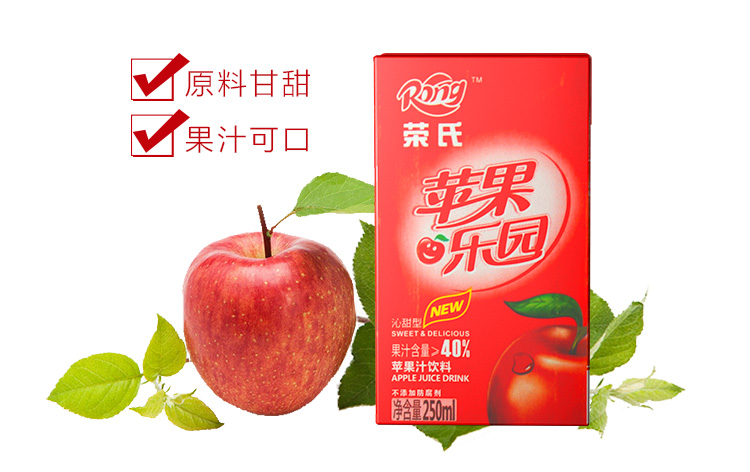 原料甘甜
果汁可口
Rong™
荣氏
苹果
乐园
NEW
沁甜型
SWEET & DELICIOUS
果汁含量>40%
苹果汁饮料
APPLE JUICE DRINK
不添加防腐剂
净含量250ml